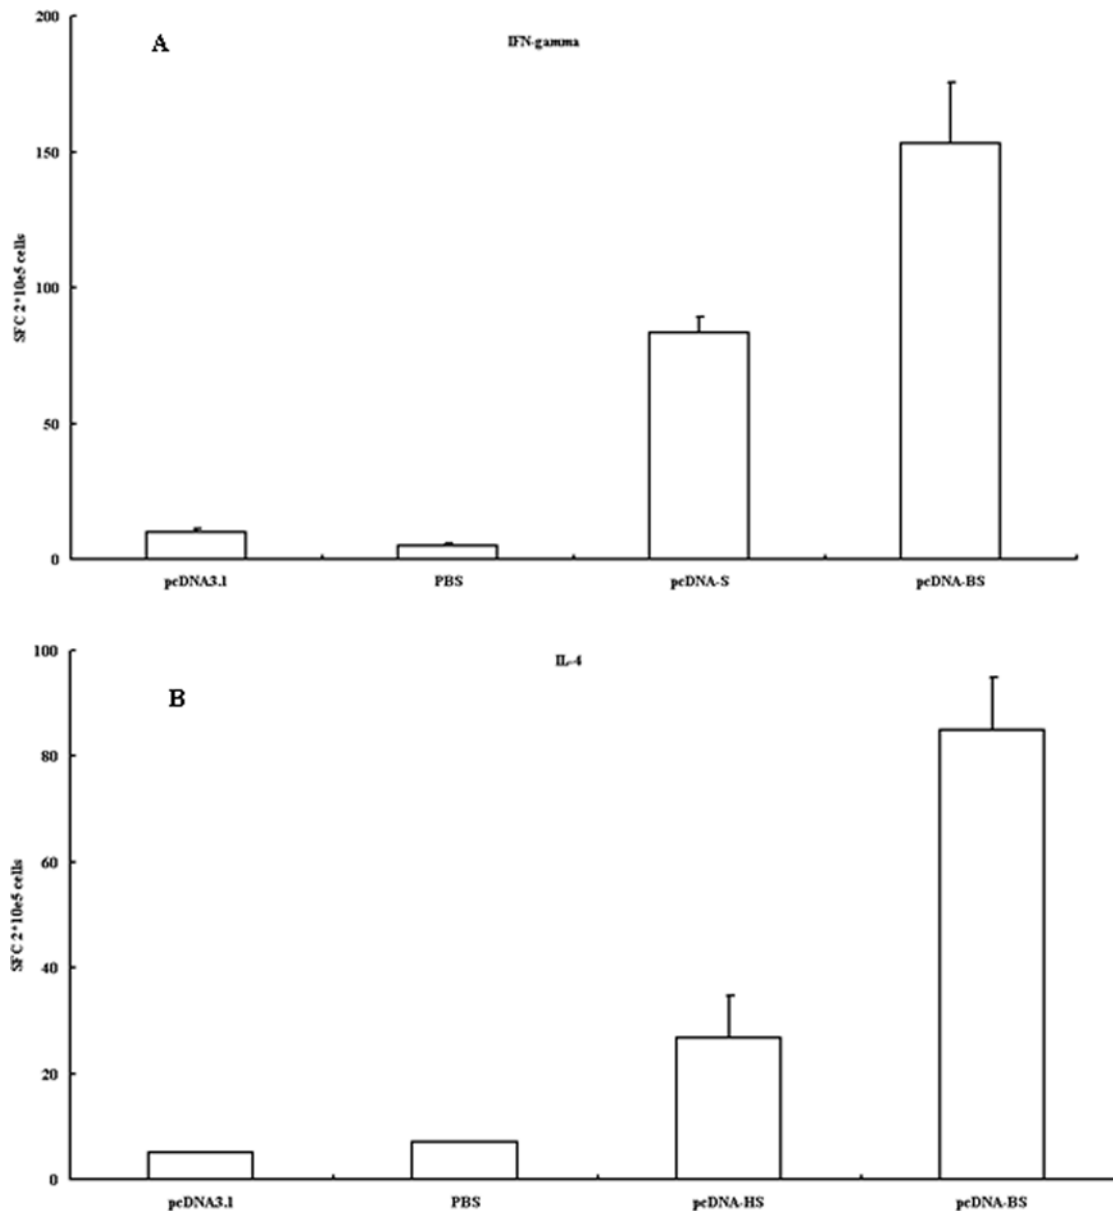 200
A
IFN-gamma
150
100
SFC 2*10e5 cells
50
0
pcDNA3.1 PBS pcDNA-S pcDNA-BS
100
IL-4
B
80
60
SFC 2*10e5 cells
40
20
0
pcDNA3.1 PBS pcDNA-HS pcDNA-BS